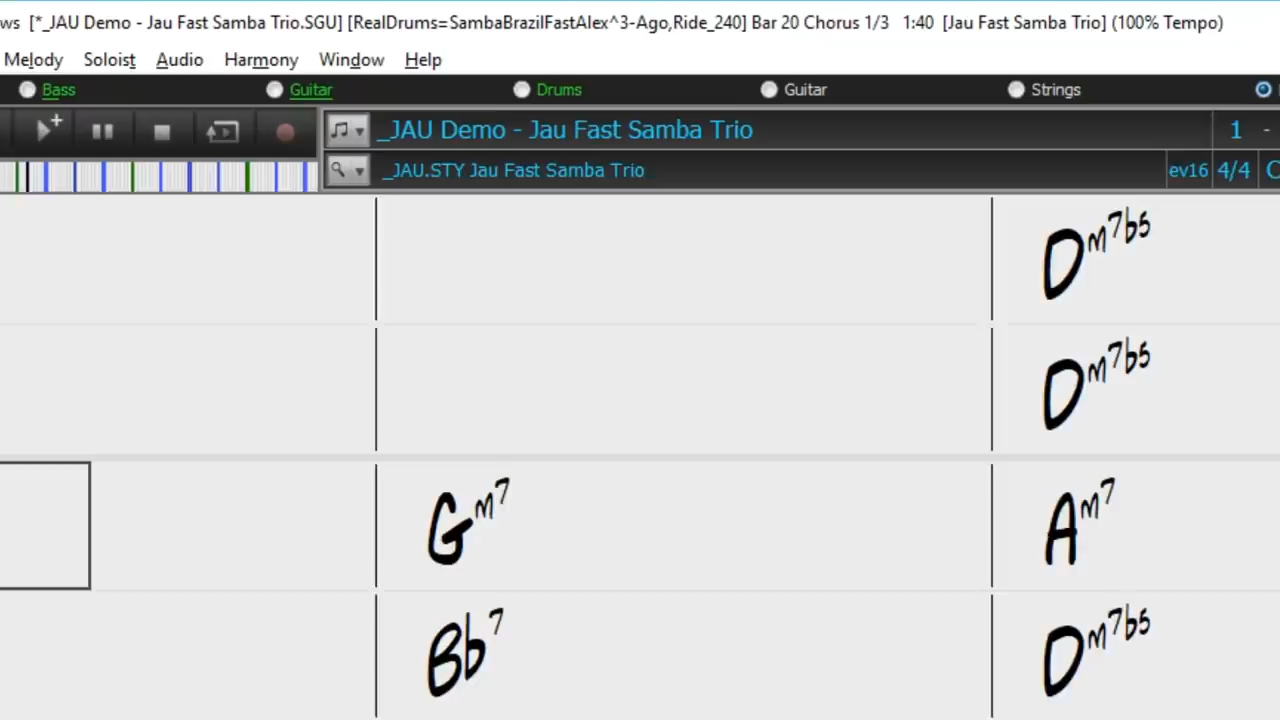 ws [*_JAU Demo - Jau Fast Samba Trio.SGU] [RealDrums=SambaBrazilFastAlex^3-Ago,Ride_240] Bar 20 Chorus 1/3 1:40 [Jau Fast Samba Trio] (100% Tempo)
Melody Soloist Audio Harmony Window Help
Bass Guitar Drums Guitar Strings
_JAU Demo - Jau Fast Samba Trio 1 -
_JAU.STY Jau Fast Samba Trio ev16 4/4 C
Dm7b5
Dm7b5
Gm7 Am7
Bb7 Dm7b5